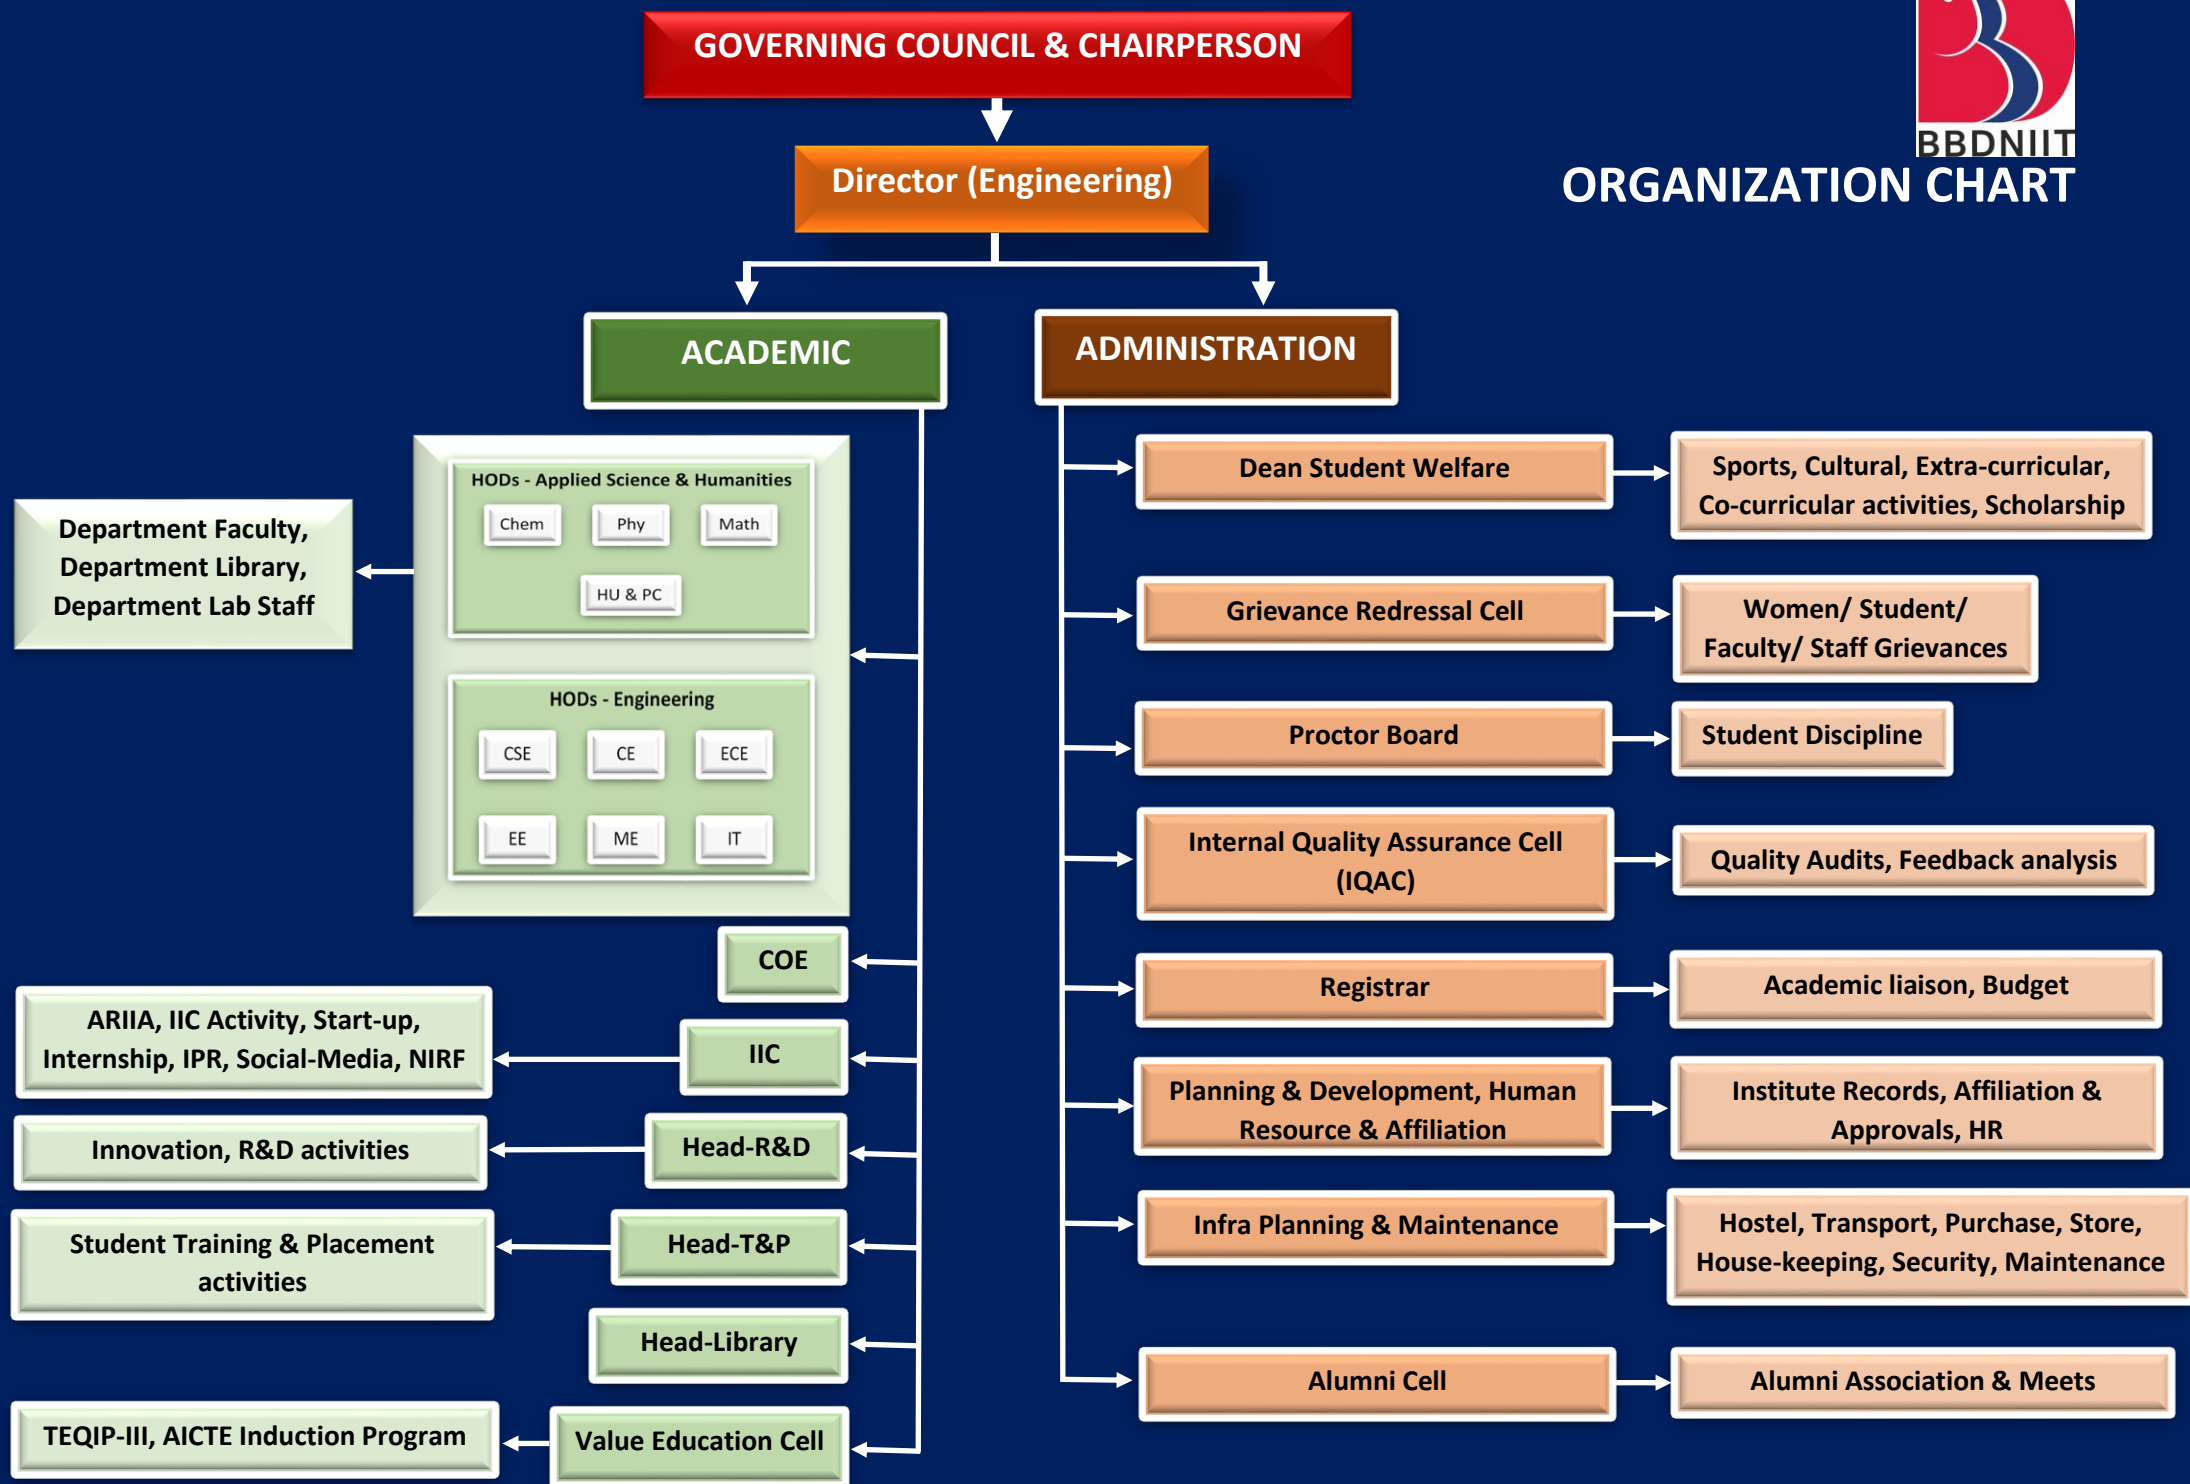 GOVERNING COUNCIL & CHAIRPERSON
BBDNIIT
ORGANIZATION CHART
Director (Engineering)
ACADEMIC
HODs - Applied Science & Humanities
Chem
Phy
Math
HU & PC
HODs - Engineering
CSE
CE
ECE
EE
ME
IT
Department Faculty,
Department Library,
Department Lab Staff
COE
IIC
ARIIA, IIC Activity, Start-up,
Internship, IPR, Social-Media, NIRF
Head-R&D
Innovation, R&D activities
Head-T&P
Student Training & Placement
activities
Head-Library
Value Education Cell
TEQIP-III, AICTE Induction Program
ADMINISTRATION
Dean Student Welfare
Sports, Cultural, Extra-curricular,
Co-curricular activities, Scholarship
Grievance Redressal Cell
Women/ Student/
Faculty/ Staff Grievances
Proctor Board
Student Discipline
Internal Quality Assurance Cell
(IQAC)
Quality Audits, Feedback analysis
Registrar
Academic liaison, Budget
Planning & Development, Human
Resource & Affiliation
Institute Records, Affiliation &
Approvals, HR
Infra Planning & Maintenance
Hostel, Transport, Purchase, Store,
House-keeping, Security, Maintenance
Alumni Cell
Alumni Association & Meets